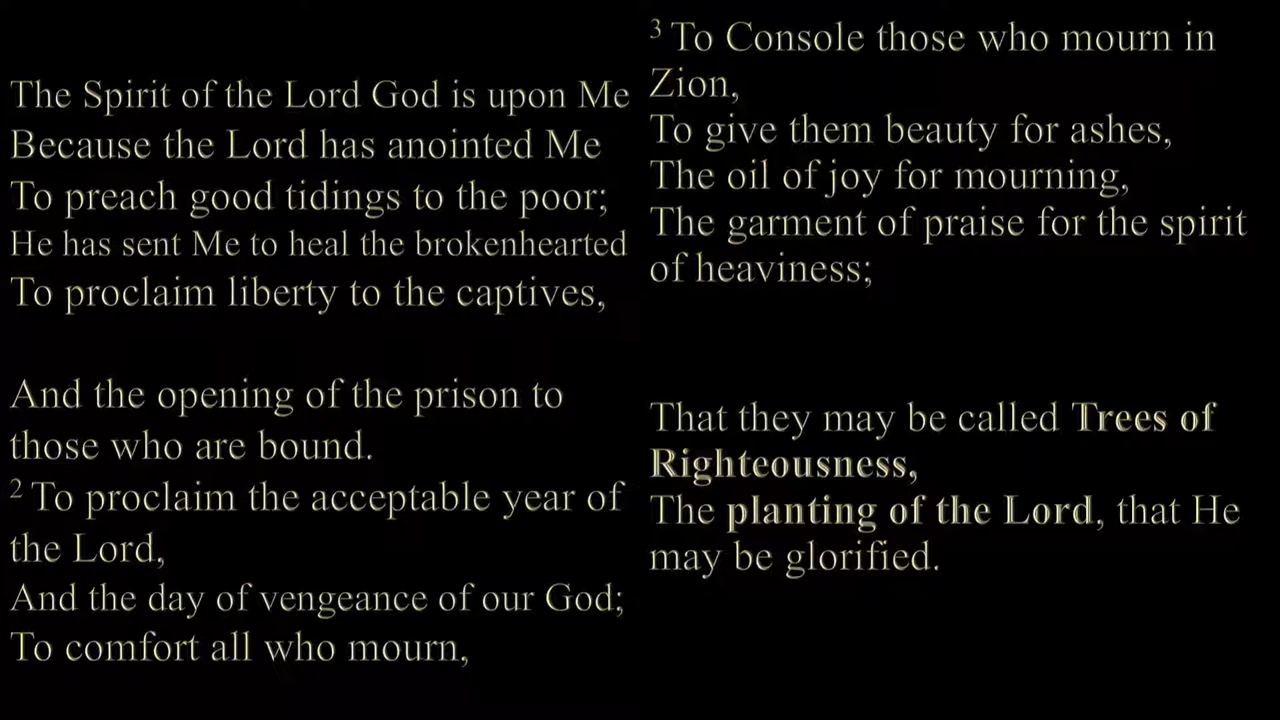 The Spirit of the Lord God is upon Me
Because the Lord has anointed Me
To preach good tidings to the poor;
He has sent Me to heal the brokenhearted
To proclaim liberty to the captives,
And the opening of the prison to
those who are bound.
2 To proclaim the acceptable year of
the Lord,
And the day of vengeance of our God;
To comfort all who mourn,
3 To Console those who mourn in
Zion,
To give them beauty for ashes,
The oil of joy for mourning,
The garment of praise for the spirit
of heaviness;
That they may be called Trees of
Righteousness,
The planting of the Lord, that He
may be glorified.